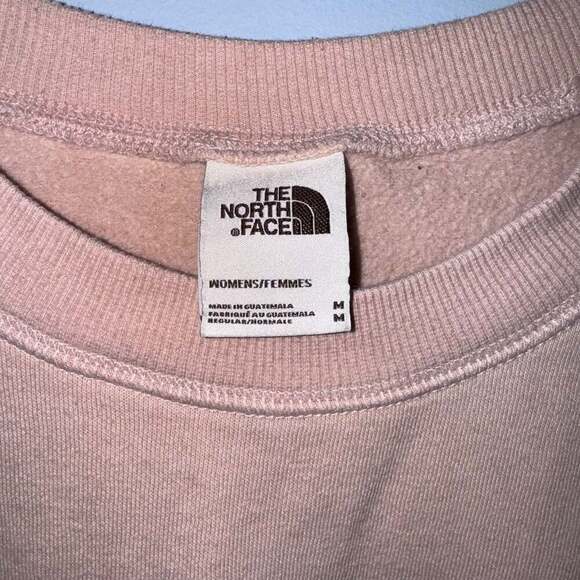 THE
NORTH
FACE
WOMENS/FEMMES
MADE IN GUATEMALA M
FABRIQUÉ AU GUATEMALA M
REGULAR/NORMALE